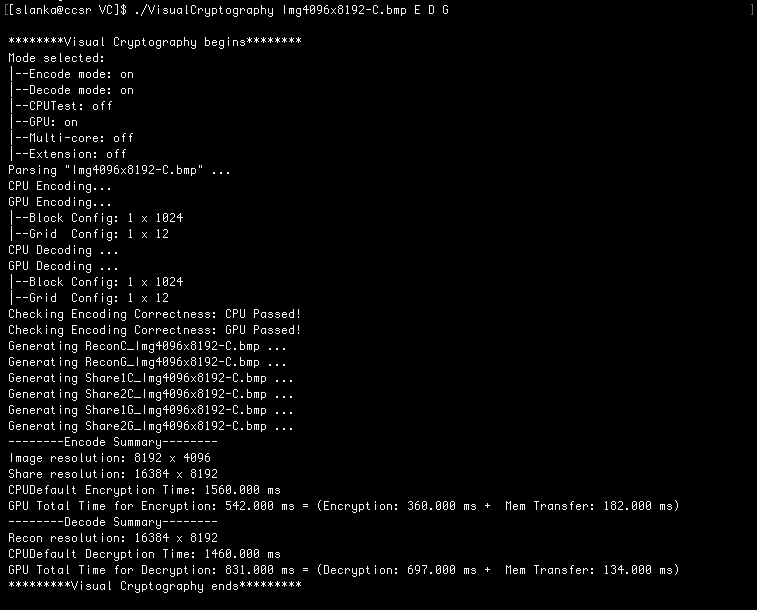 [[slanka@ccsr VC]$ ./VisualCryptography Img4096x8192-C.bmp E D G ]
********Visual Cryptography begins********
Mode selected:
|--Encode mode: on
|--Decode mode: on
|--CPUTest: off
|--GPU: on
|--Multi-core: off
|--Extension: off
Parsing "Img4096x8192-C.bmp" ...
CPU Encoding...
GPU Encoding...
|--Block Config: 1 x 1024
|--Grid  Config: 1 x 12
CPU Decoding ...
GPU Decoding ...
|--Block Config: 1 x 1024
|--Grid  Config: 1 x 12
Checking Encoding Correctness: CPU Passed!
Checking Encoding Correctness: GPU Passed!
Generating ReconC_Img4096x8192-C.bmp ...
Generating ReconG_Img4096x8192-C.bmp ...
Generating Share1C_Img4096x8192-C.bmp ...
Generating Share2C_Img4096x8192-C.bmp ...
Generating Share1G_Img4096x8192-C.bmp ...
Generating Share2G_Img4096x8192-C.bmp ...
--------Encode Summary--------
Image resolution: 8192 x 4096
Share resolution: 16384 x 8192
CPUDefault Encryption Time: 1560.000 ms
GPU Total Time for Encryption: 542.000 ms = (Encryption: 360.000 ms +  Mem Transfer: 182.000 ms)
--------Decode Summary--------
Recon resolution: 16384 x 8192
CPUDefault Decryption Time: 1460.000 ms
GPU Total Time for Decryption: 831.000 ms = (Decryption: 697.000 ms +  Mem Transfer: 134.000 ms)
*********Visual Cryptography ends*********